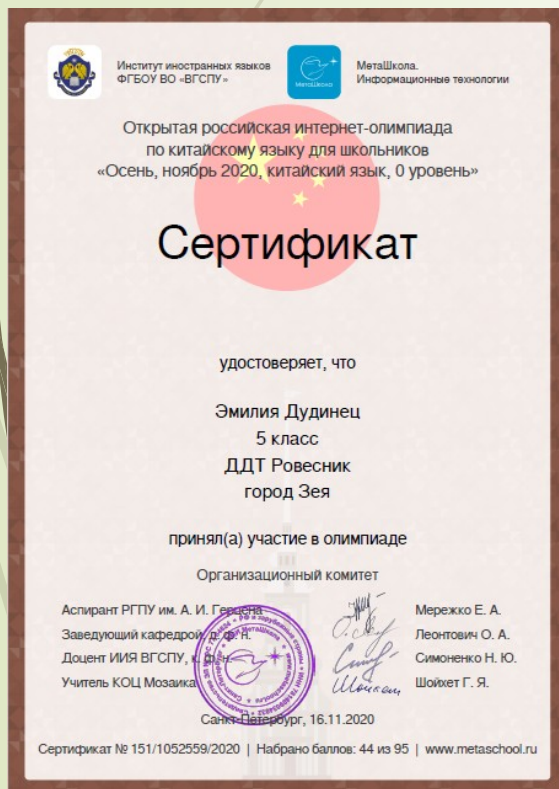 Институт иностранных языков
ФГБОУ ВО «ВГСПУ»
МетаШкола
МетаШкола.
Информационные технологии
Открытая российская интернет-олимпиада
по китайскому языку для школьников
«Осень, ноябрь 2020, китайский язык, 0 уровень»
Сертификат
удостоверяет, что
Эмилия Дудинец
5 класс
ДДТ Ровесник
город Зея
принял(а) участие в олимпиаде
Организационный комитет
Аспирант РГПУ им. А. И. Герцена Мережко Е. А.
Заведующий кафедрой, д. ф. н. Леонтович О. А.
Доцент ИИЯ ВГСПУ, к. ф. н. Симоненко Н. Ю.
Учитель КОЦ Мозаика Шойхет Г. Я.
Санкт-Петербург, 16.11.2020
Сертификат № 151/1052559/2020 | Набрано баллов: 44 из 95 | www.metaschool.ru